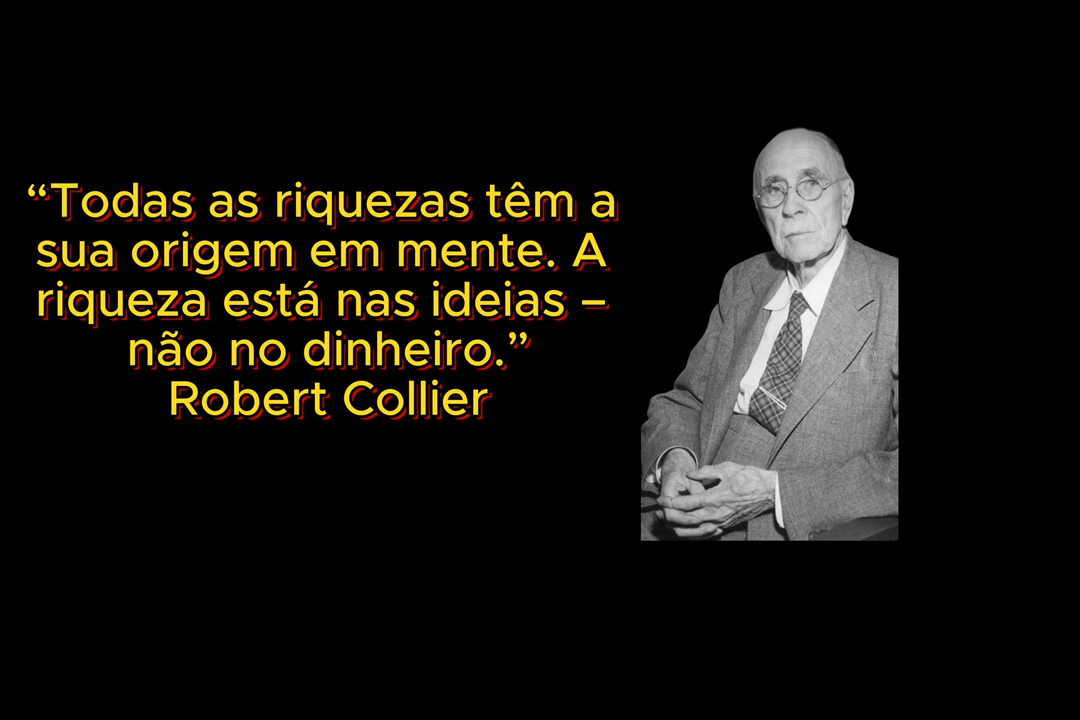 “Todas as riquezas têm a
sua origem em mente. A
riqueza está nas ideias –
não no dinheiro.”
Robert Collier